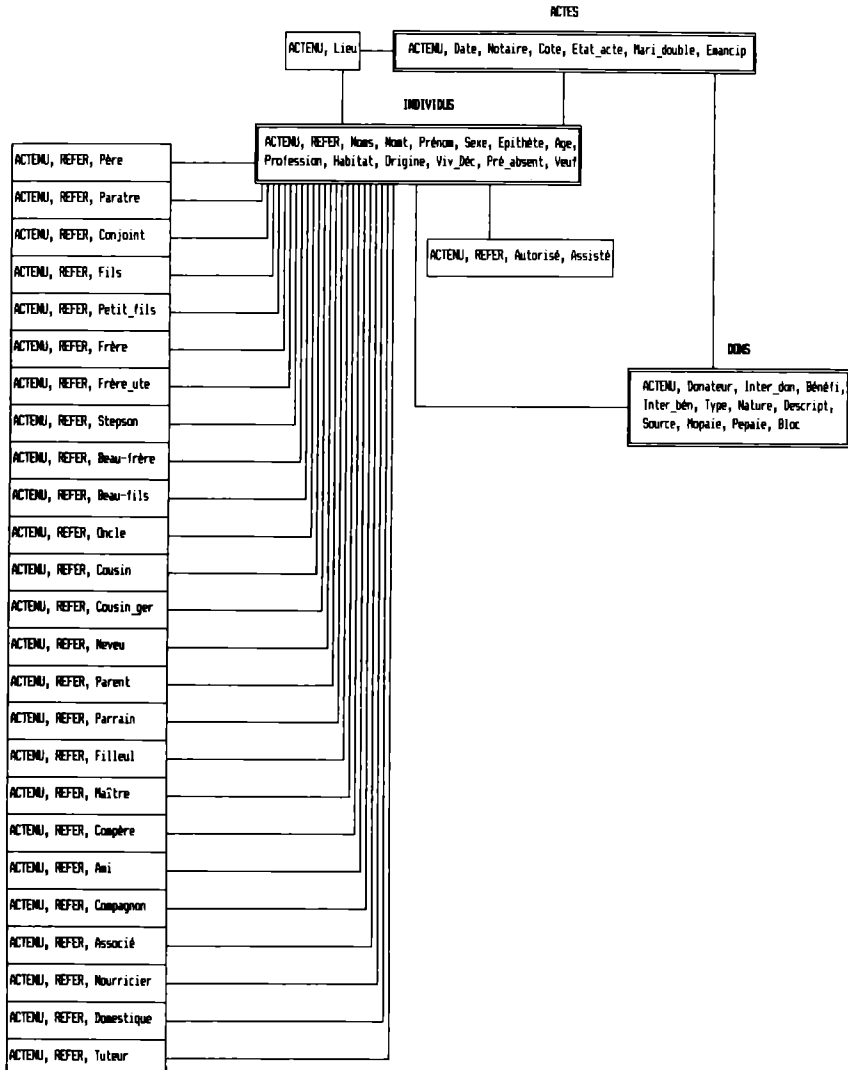 ACTES
ACTENU, Lieu
ACTENU, Date, Notaire, Cote, Etat_acte, Mari_double, Emancip
INDIVIDUS
ACTENU, REFER, Noms, Nomt, Prénom, Sexe, Epithète, Age,
Profession, Habitat, Origine, Viv_Déc, Pré_absent, Veuf
ACTENU, REFER, Père
ACTENU, REFER, Paratre
ACTENU, REFER, Conjoint
ACTENU, REFER, Autorisé, Assisté
ACTENU, REFER, Fils
ACTENU, REFER, Petit_fils
ACTENU, REFER, Frère
DONS
ACTENU, REFER, Frère_ute
ACTENU, Donateur, Inter_don, Bénéfi,
Inter_bén, Type, Nature, Descript,
Source, Mopaie, Pepaie, Bloc
ACTENU, REFER, Stepson
ACTENU, REFER, Beau-frère
ACTENU, REFER, Beau-fils
ACTENU, REFER, Oncle
ACTENU, REFER, Cousin
ACTENU, REFER, Cousin_ger
ACTENU, REFER, Neveu
ACTENU, REFER, Parent
ACTENU, REFER, Parrain
ACTENU, REFER, Filleul
ACTENU, REFER, Maître
ACTENU, REFER, Compère
ACTENU, REFER, Ami
ACTENU, REFER, Compagnon
ACTENU, REFER, Associé
ACTENU, REFER, Nourricier
ACTENU, REFER, Domestique
ACTENU, REFER, Tuteur